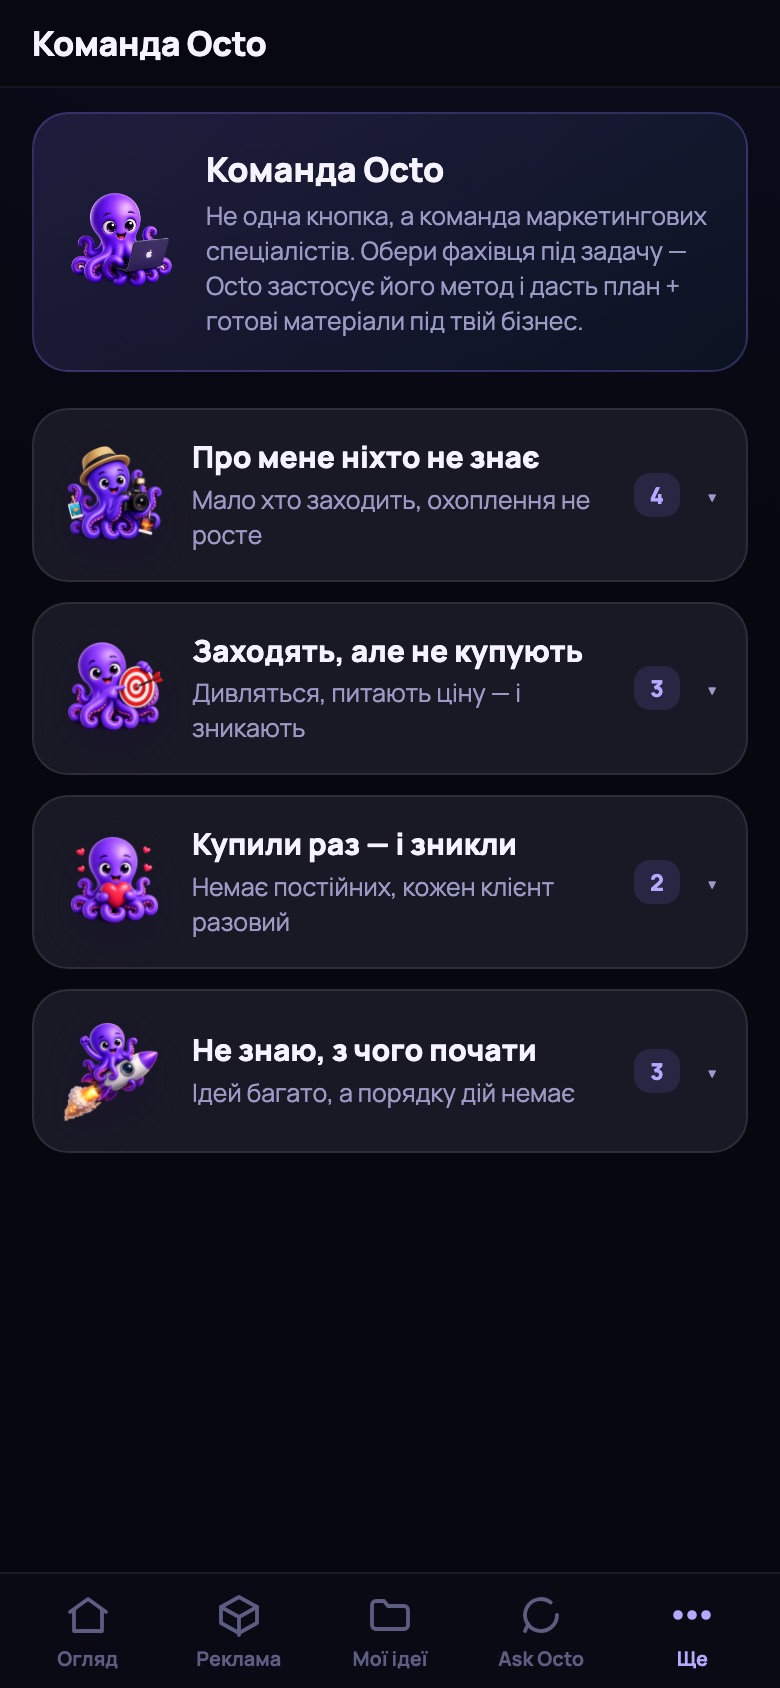 Команда Octo
Команда Octo
Не одна кнопка, а команда маркетингових
спеціалістів. Обери фахівця під задачу —
Octo застосує його метод і дасть план +
готові матеріали під твій бізнес.
Про мене ніхто не знає
Мало хто заходить, охоплення не
росте
4
Заходять, але не купують
Дивляться, питають ціну — і
зникають
3
Купили раз — і зникли
Немає постійних, кожен клієнт
разовий
2
Не знаю, з чого почати
Ідей багато, а порядку дій немає
3
Огляд
Реклама
Мої ідеї
Ask Octo
Ще